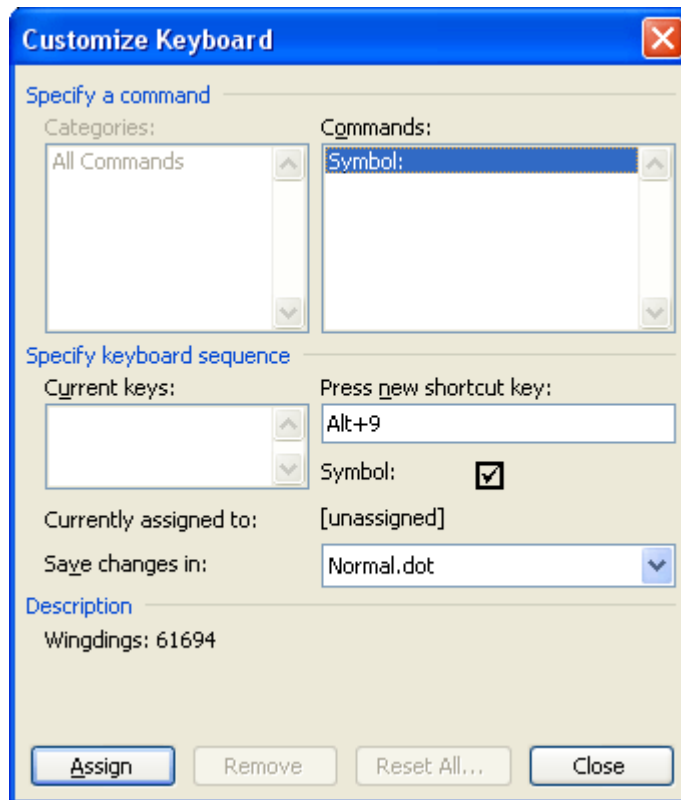 Customize Keyboard
Specify a command
Categories: Commands:
All Commands Symbol:
Specify keyboard sequence
Current keys: Press new shortcut key:
Alt+9
Symbol:
Currently assigned to: [unassigned]
Save changes in: Normal.dot
Description
Wingdings: 61694
Assign Remove Reset All... Close